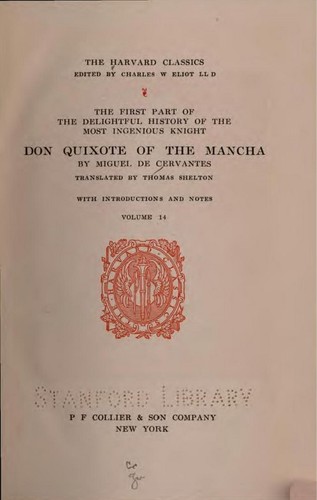 THE HARVARD CLASSICS
EDITED BY CHARLES W ELIOT LL D
THE FIRST PART OF
THE DELIGHTFUL HISTORY OF THE
MOST INGENIOUS KNIGHT
DON QUIXOTE OF THE MANCHA
BY MIGUEL DE CERVANTES
TRANSLATED BY THOMAS SHELTON
WITH INTRODUCTIONS AND NOTES
VOLUME 14
STANFORD LIBRARY
P F COLLIER & SON COMPANY
NEW YORK